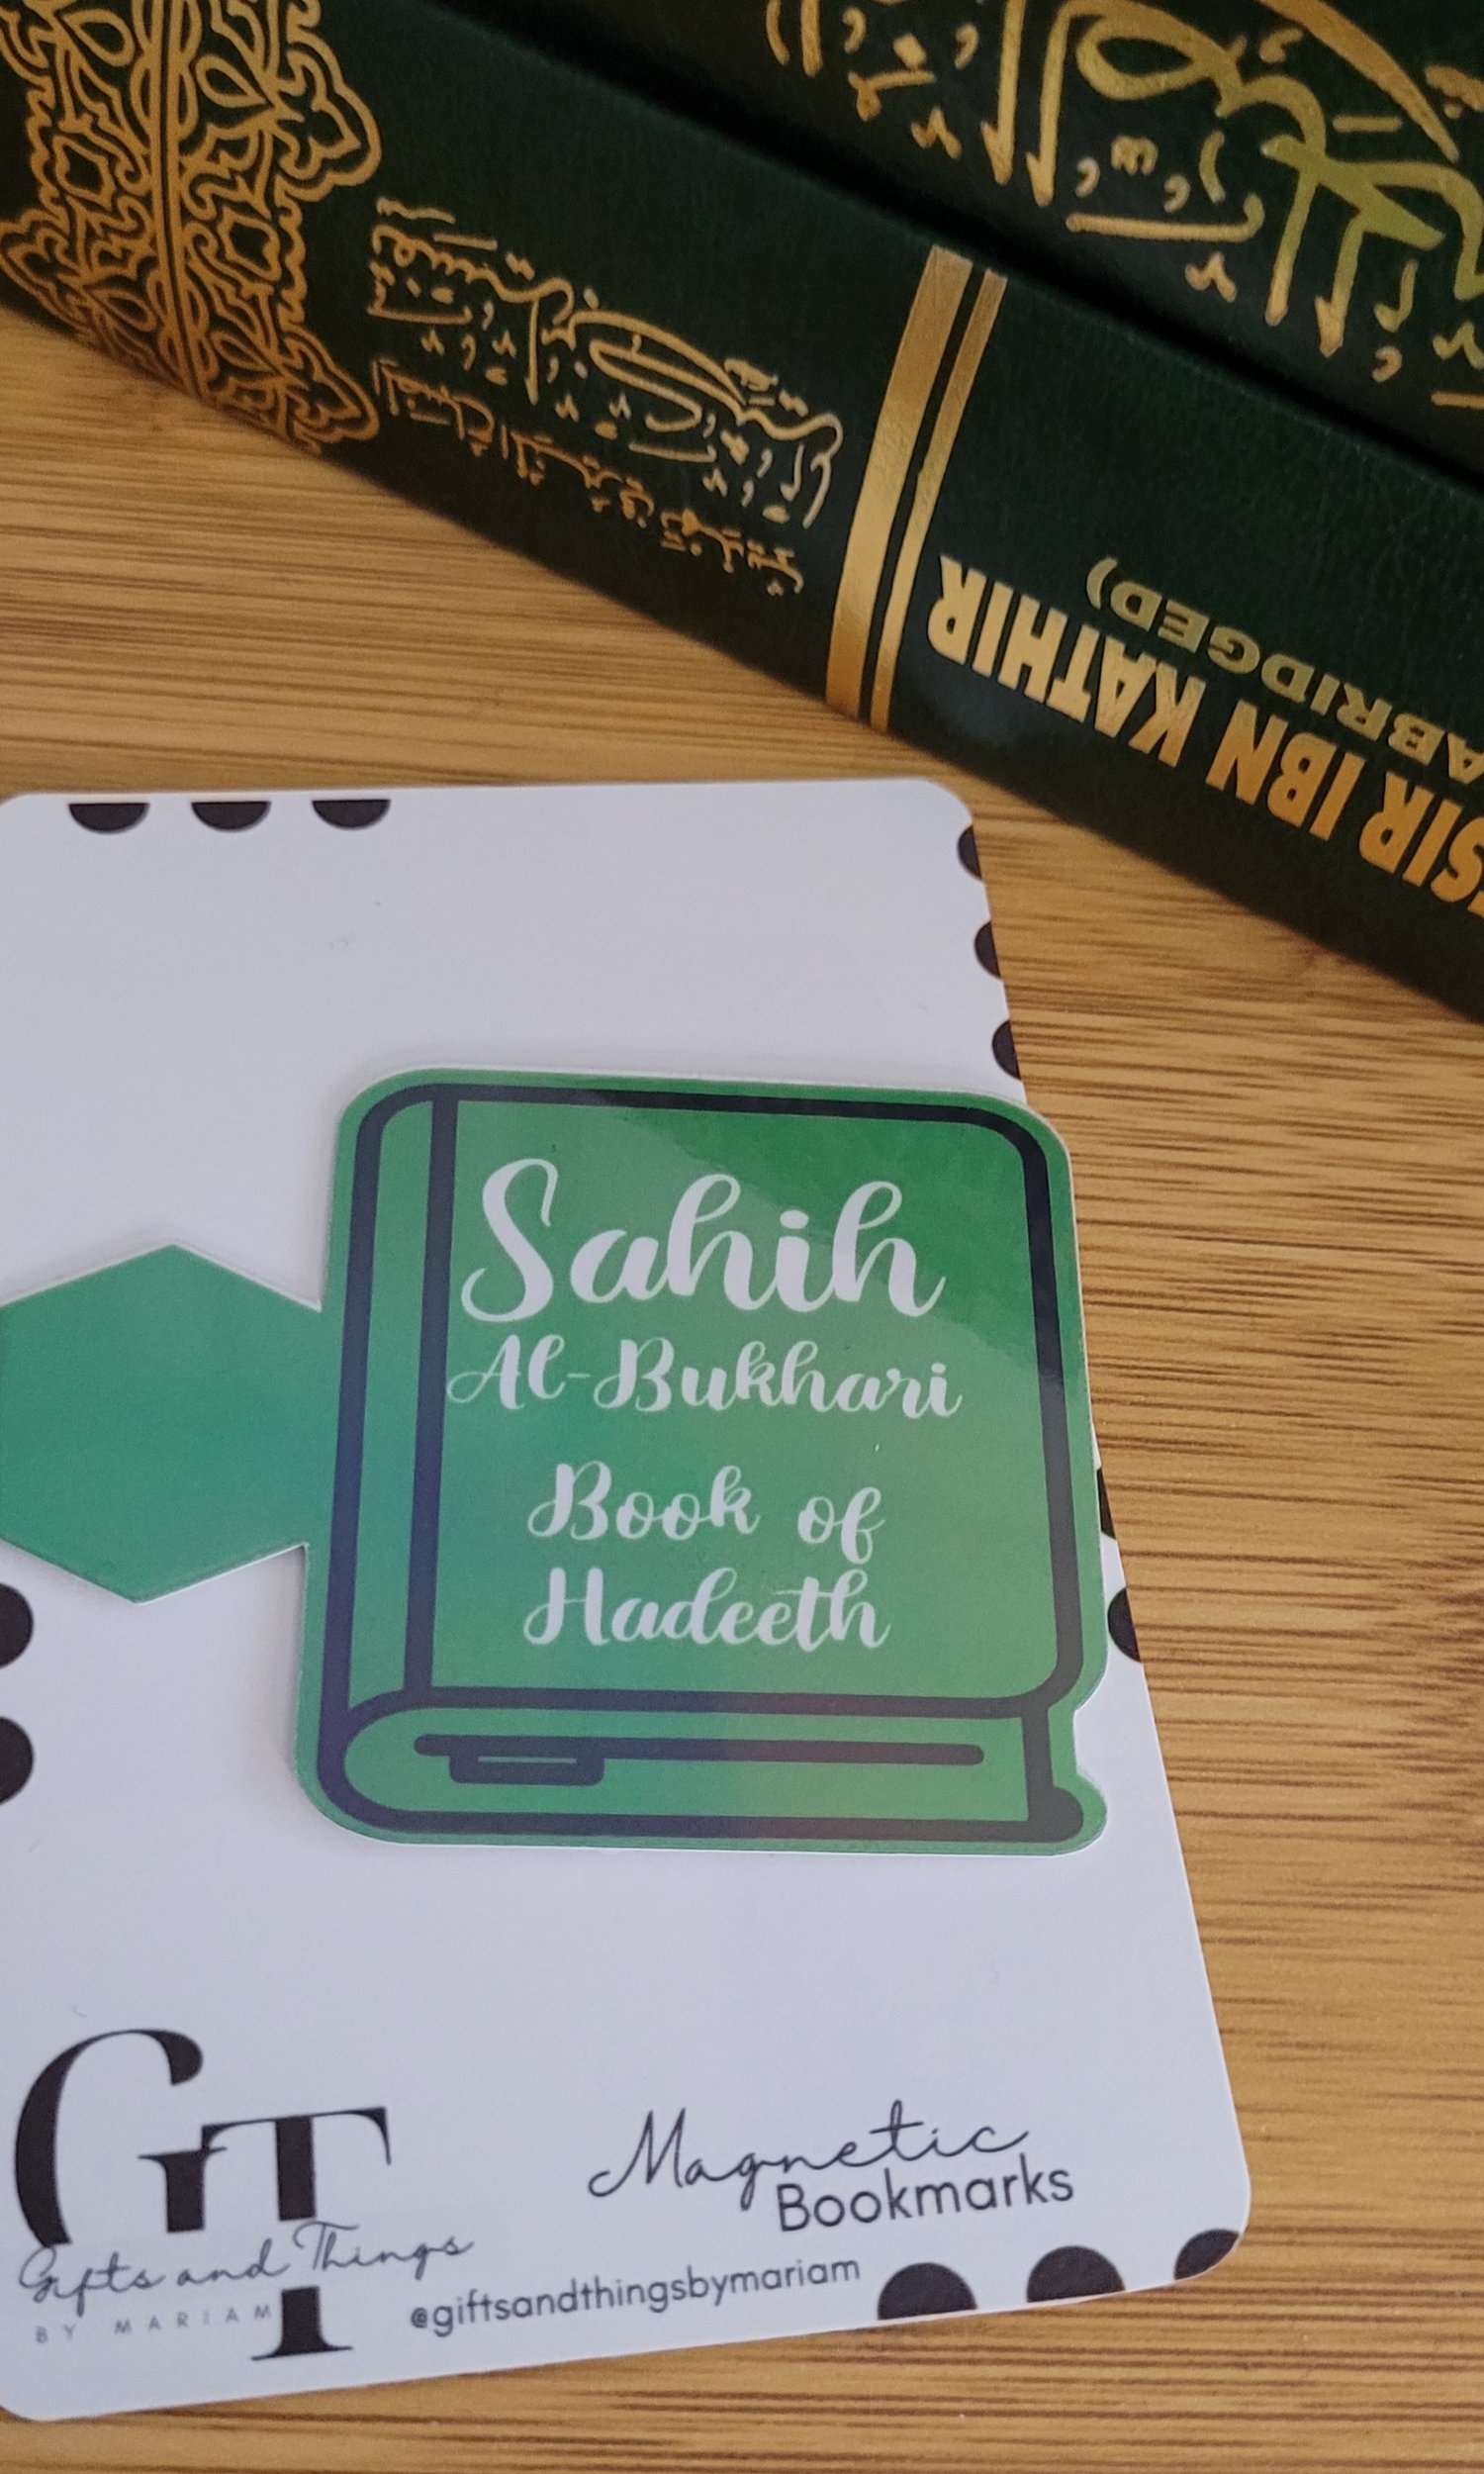 SIR IBN KATHIR
ABRIDGED)
Sahih
Al-Bukhari
Book of
Hadeeth
GT
Gifts and Things
BY MARIAM
Magnetic
Bookmarks
@giftsandthingsbymariam